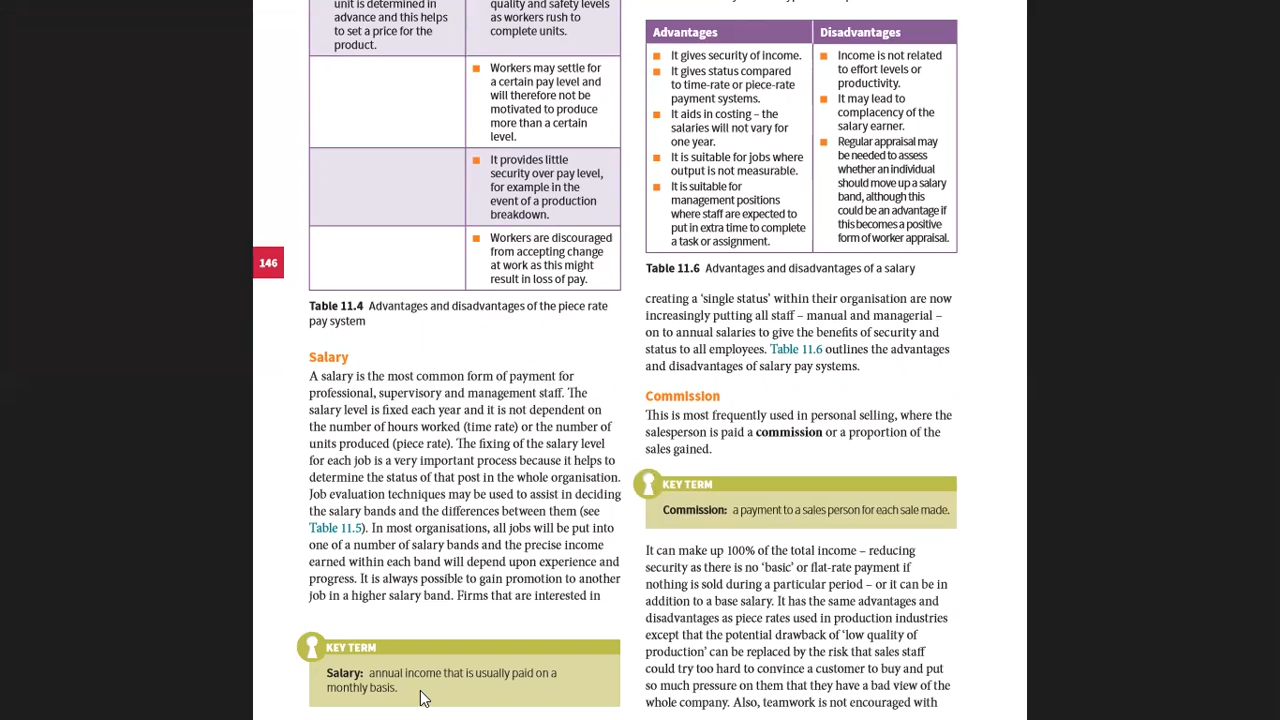 unit is determined in
advance and this helps
to set a price for the
product.
quality and safety levels
as workers rush to
complete units.
■ Workers may settle for
a certain pay level and
will therefore not be
motivated to produce
more than a certain
level.
■ It provides little
security over pay level,
for example in the
event of a production
breakdown.
■ Workers are discouraged
from accepting change
at work as this might
result in loss of pay.
146
Table 11.4 Advantages and disadvantages of the piece rate
pay system
Salary
A salary is the most common form of payment for
professional, supervisory and management staff. The
salary level is fixed each year and it is not dependent on
the number of hours worked (time rate) or the number of
units produced (piece rate). The fixing of the salary level
for each job is a very important process because it helps to
determine the status of that post in the whole organisation.
Job evaluation techniques may be used to assist in deciding
the salary bands and the differences between them (see
Table 11.5). In most organisations, all jobs will be put into
one of a number of salary bands and the precise income
earned within each band will depend upon experience and
progress. It is always possible to gain promotion to another
job in a higher salary band. Firms that are interested in
KEY TERM
Salary: annual income that is usually paid on a
monthly basis.
Advantages
■ It gives security of income.
■ It gives status compared
to time-rate or piece-rate
payment systems.
■ It aids in costing – the
salaries will not vary for
one year.
■ It is suitable for jobs where
output is not measurable.
■ It is suitable for
management positions
where staff are expected to
put in extra time to complete
a task or assignment.
Disadvantages
■ Income is not related
to effort levels or
productivity.
■ It may lead to
complacency of the
salary earner.
■ Regular appraisal may
be needed to assess
whether an individual
should move up a salary
band, although this
could be an advantage if
this becomes a positive
form of worker appraisal.
Table 11.6 Advantages and disadvantages of a salary
creating a ‘single status’ within their organisation are now
increasingly putting all staff – manual and managerial –
on to annual salaries to give the benefits of security and
status to all employees. Table 11.6 outlines the advantages
and disadvantages of salary pay systems.
Commission
This is most frequently used in personal selling, where the
salesperson is paid a commission or a proportion of the
sales gained.
KEY TERM
Commission: a payment to a sales person for each sale made.
It can make up 100% of the total income – reducing
security as there is no ‘basic’ or flat-rate payment if
nothing is sold during a particular period – or it can be in
addition to a base salary. It has the same advantages and
disadvantages as piece rates used in production industries
except that the potential drawback of ‘low quality of
production’ can be replaced by the risk that sales staff
could try too hard to convince a customer to buy and put
so much pressure on them that they have a bad view of the
whole company. Also, teamwork is not encouraged with